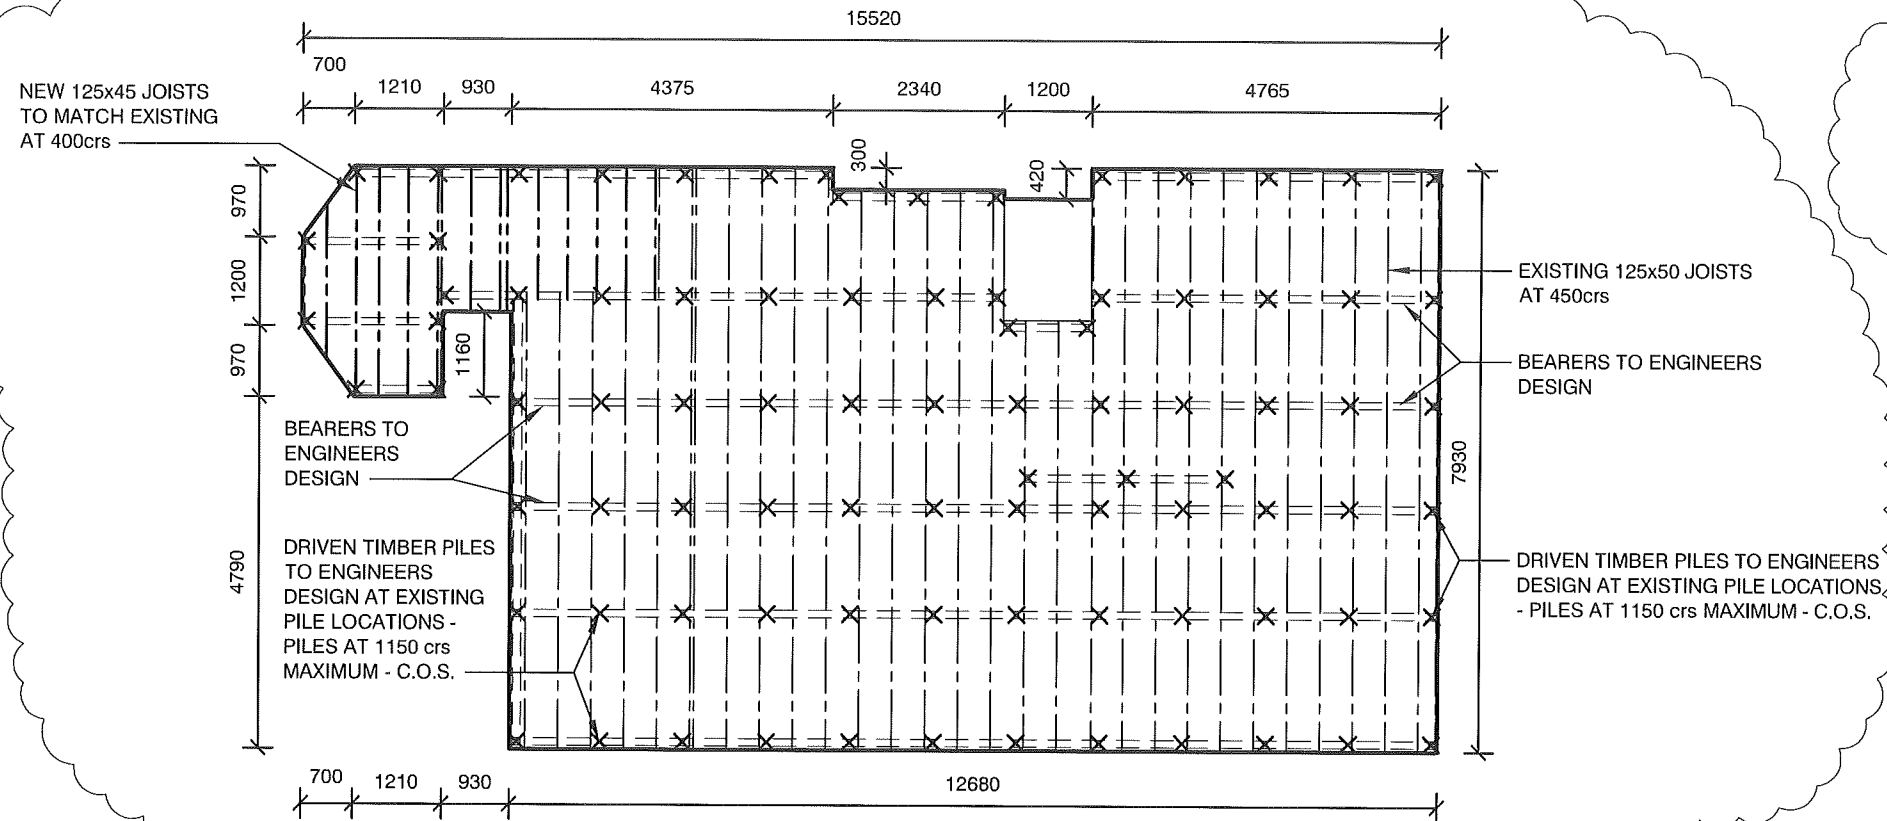 15520
700
1210
930
4375
2340
1200
4765
NEW 125x45 JOISTS
TO MATCH EXISTING
AT 400crs
300
420
970
1200
970
1160
4790
EXISTING 125x50 JOISTS
AT 450crs
BEARERS TO ENGINEERS
DESIGN
BEARERS TO
ENGINEERS
DESIGN
7930
DRIVEN TIMBER PILES
TO ENGINEERS
DESIGN AT EXISTING
PILE LOCATIONS -
PILES AT 1150 crs
MAXIMUM - C.O.S.
DRIVEN TIMBER PILES TO ENGINEERS
DESIGN AT EXISTING PILE LOCATIONS
- PILES AT 1150 crs MAXIMUM - C.O.S.
700
1210
930
12680